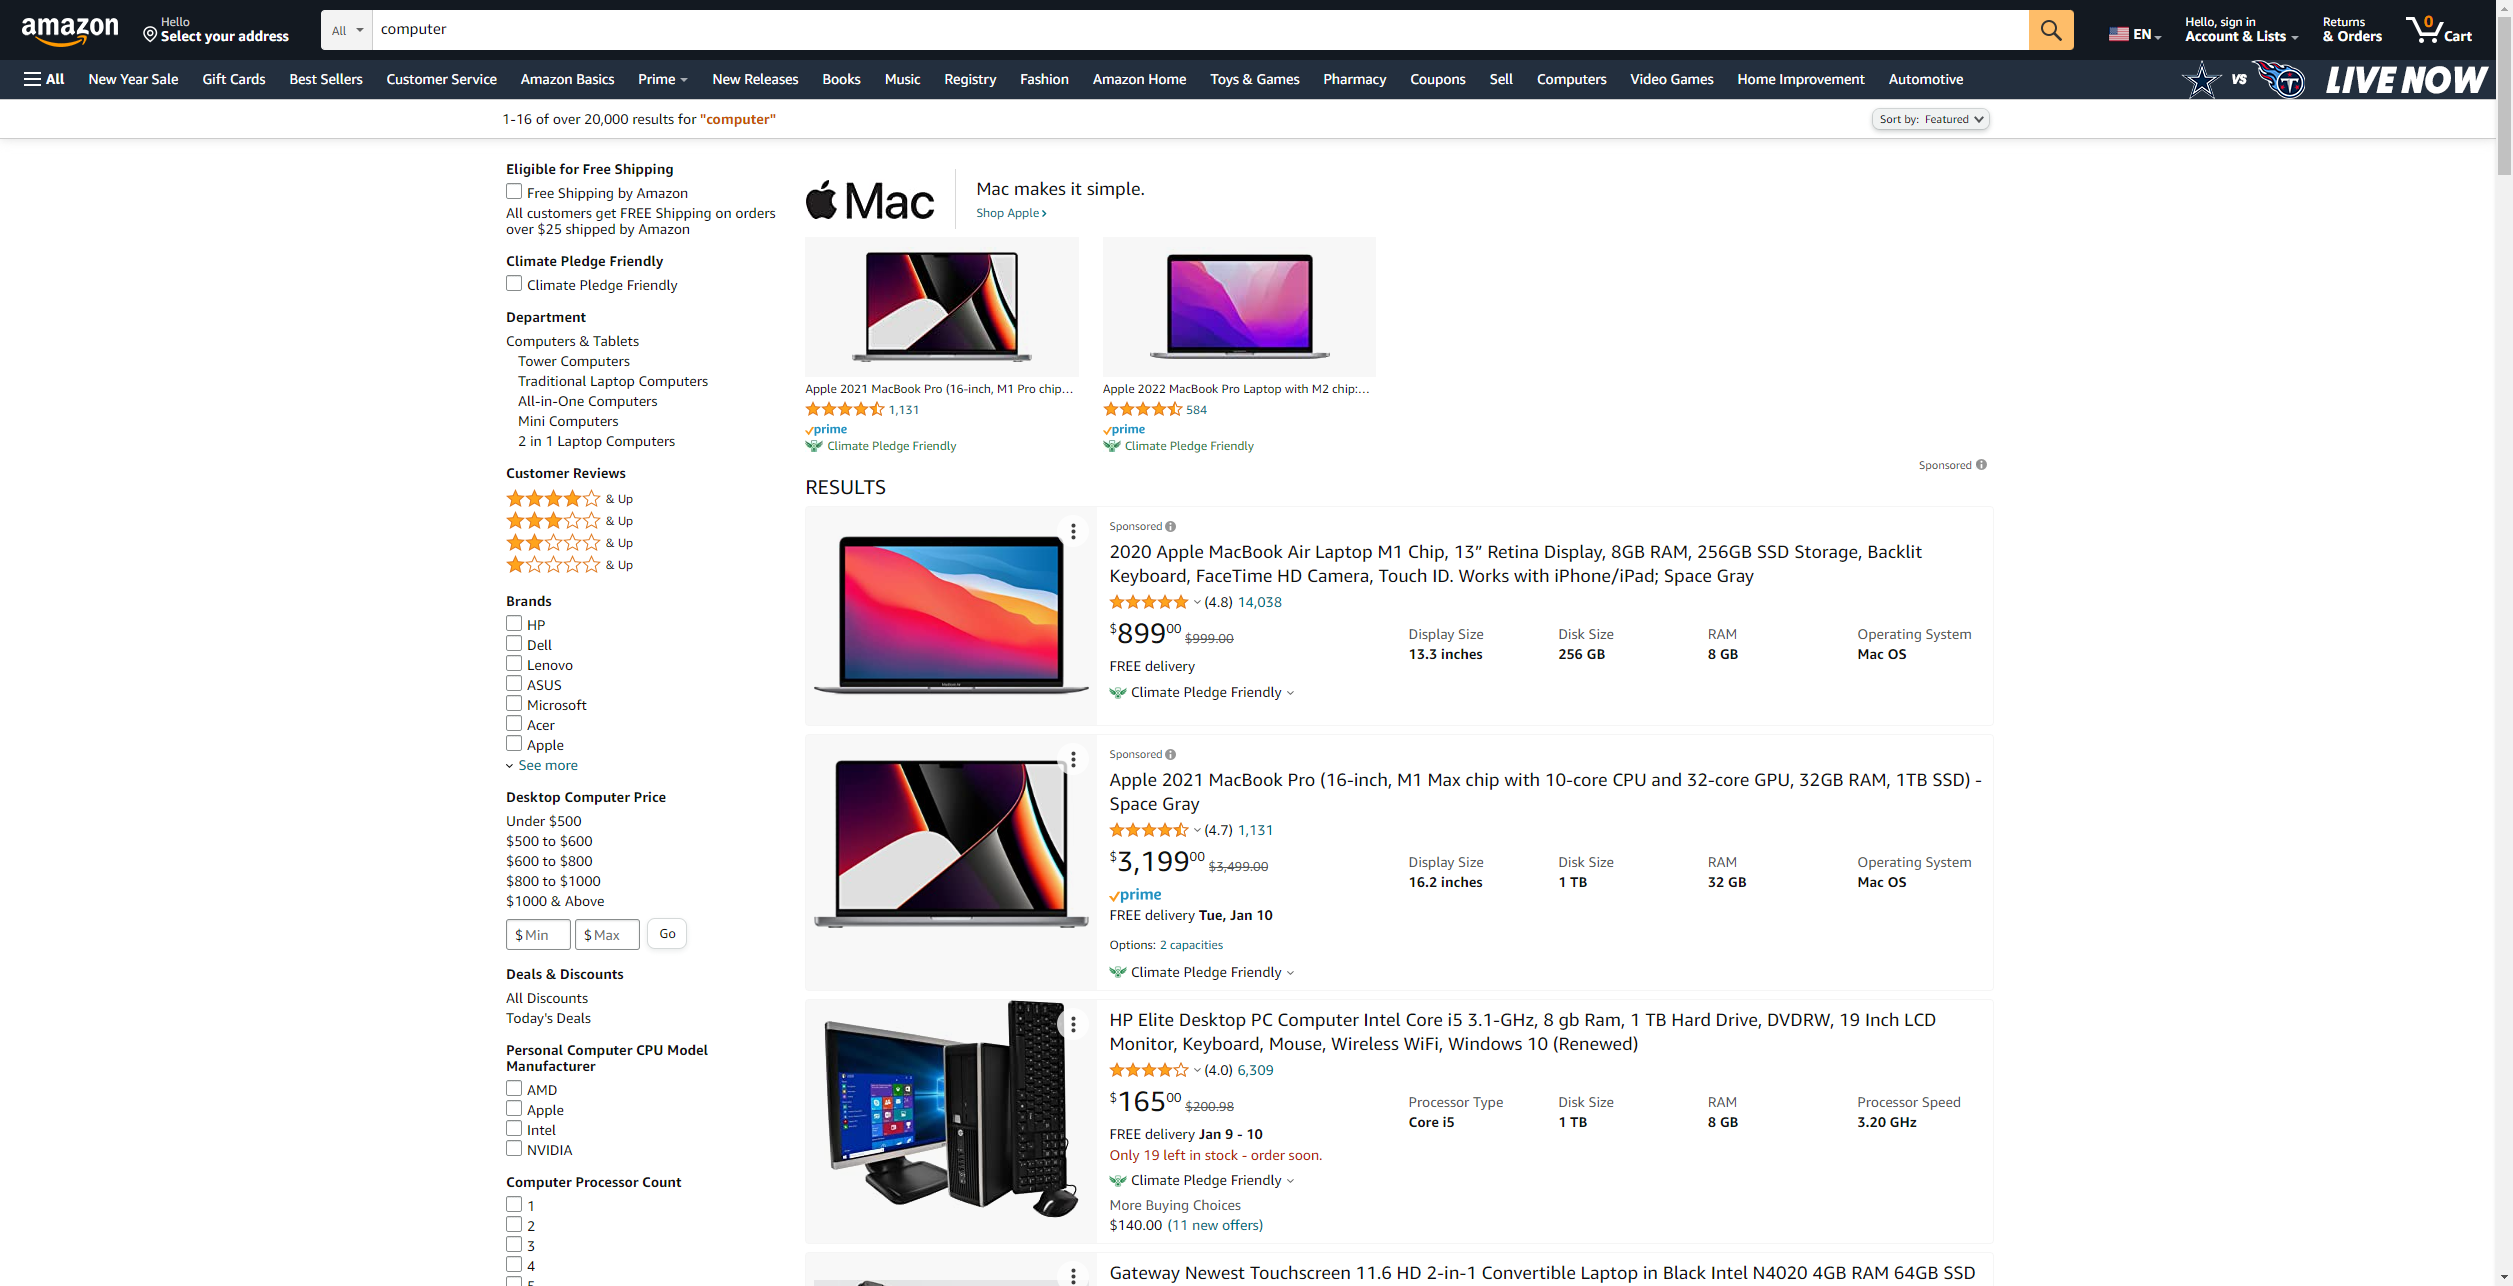 amazon
Hello
Select your address
All
computer
EN
Hello, sign in
Account & Lists
Returns
& Orders
0
Cart
All
New Year Sale
Gift Cards
Best Sellers
Customer Service
Amazon Basics
Prime
New Releases
Books
Music
Registry
Fashion
Amazon Home
Toys & Games
Pharmacy
Coupons
Sell
Computers
Video Games
Home Improvement
Automotive
VS
LIVE NOW
1-16 of over 20,000 results for "computer"
Sort by: Featured
Eligible for Free Shipping
Free Shipping by Amazon
All customers get FREE Shipping on orders
over $25 shipped by Amazon
Climate Pledge Friendly
Climate Pledge Friendly
Department
Computers & Tablets
Tower Computers
Traditional Laptop Computers
All-in-One Computers
Mini Computers
2 in 1 Laptop Computers
Customer Reviews
& Up
& Up
& Up
& Up
Brands
HP
Dell
Lenovo
ASUS
Microsoft
Acer
Apple
See more
Desktop Computer Price
Under $500
$500 to $600
$600 to $800
$800 to $1000
$1000 & Above
$ Min
$ Max
Go
Deals & Discounts
All Discounts
Today's Deals
Personal Computer CPU Model
Manufacturer
AMD
Apple
Intel
NVIDIA
Computer Processor Count
1
2
3
4
5
Mac
Mac makes it simple.
Shop Apple ›
Apple 2021 MacBook Pro (16-inch, M1 Pro chip...
1,131
prime
Climate Pledge Friendly
Apple 2022 MacBook Pro Laptop with M2 chip:...
584
prime
Climate Pledge Friendly
Sponsored
RESULTS
Sponsored
2020 Apple MacBook Air Laptop M1 Chip, 13” Retina Display, 8GB RAM, 256GB SSD Storage, Backlit
Keyboard, FaceTime HD Camera, Touch ID. Works with iPhone/iPad; Space Gray
(4.8) 14,038
$899 00 $999.00
FREE delivery
Climate Pledge Friendly
Display Size
13.3 inches
Disk Size
256 GB
RAM
8 GB
Operating System
Mac OS
Sponsored
Apple 2021 MacBook Pro (16-inch, M1 Max chip with 10-core CPU and 32-core GPU, 32GB RAM, 1TB SSD) -
Space Gray
(4.7) 1,131
$3,199 00 $3,499.00
prime
FREE delivery Tue, Jan 10
Options: 2 capacities
Climate Pledge Friendly
Display Size
16.2 inches
Disk Size
1 TB
RAM
32 GB
Operating System
Mac OS
HP Elite Desktop PC Computer Intel Core i5 3.1-GHz, 8 gb Ram, 1 TB Hard Drive, DVDRW, 19 Inch LCD
Monitor, Keyboard, Mouse, Wireless WiFi, Windows 10 (Renewed)
(4.0) 6,309
$165 00 $200.98
FREE delivery Jan 9 - 10
Only 19 left in stock - order soon.
Climate Pledge Friendly
More Buying Choices
$140.00 (11 new offers)
Processor Type
Core i5
Disk Size
1 TB
RAM
8 GB
Processor Speed
3.20 GHz
Gateway Newest Touchscreen 11.6 HD 2-in-1 Convertible Laptop in Black Intel N4020 4GB RAM 64GB SSD